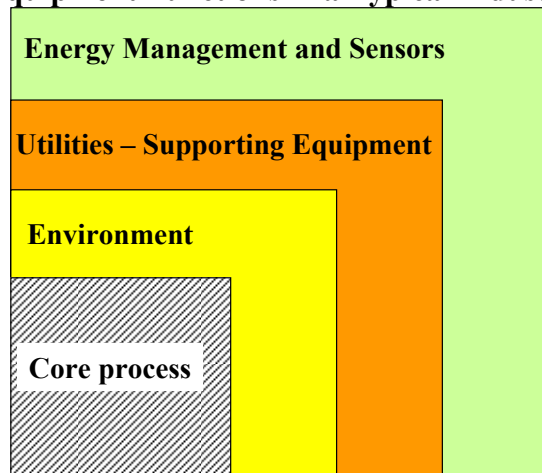 Energy Management and Sensors
Utilities – Supporting Equipment
Environment
Core process